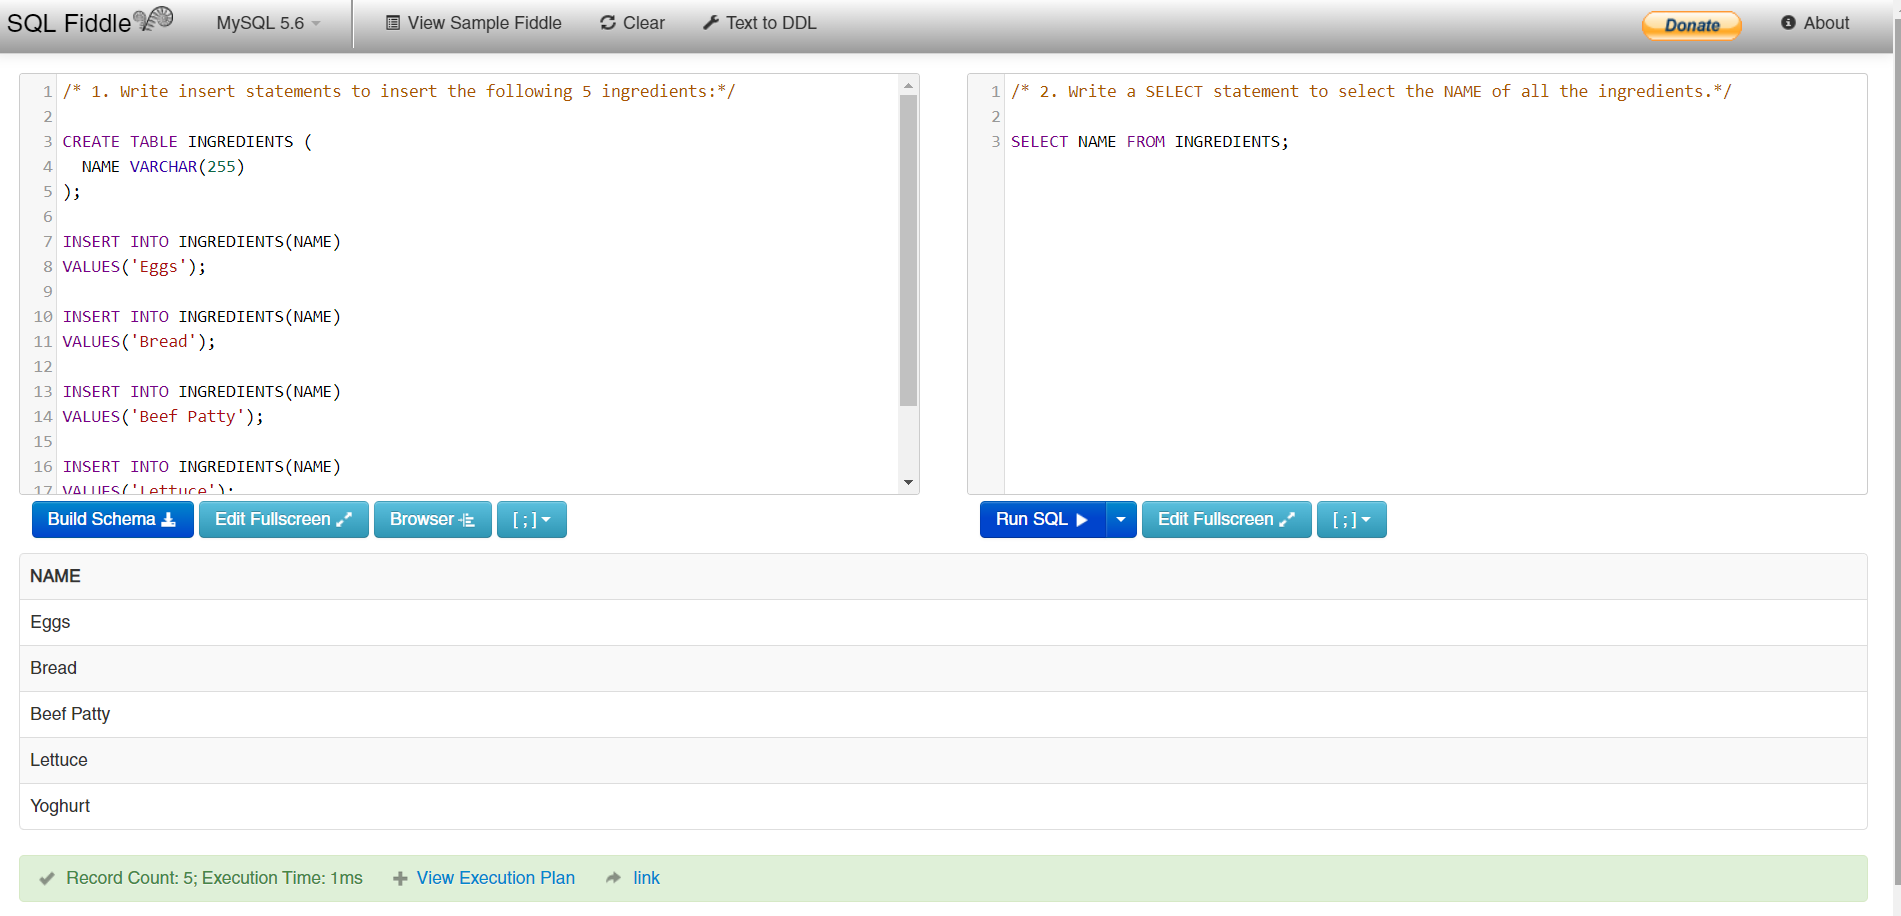 SQL Fiddle
MySQL 5.6
View Sample Fiddle
Clear
Text to DDL
Donate
About
1 /* 1. Write insert statements to insert the following 5 ingredients:*/
2
3 CREATE TABLE INGREDIENTS (
4 NAME VARCHAR(255)
5 );
6
7 INSERT INTO INGREDIENTS(NAME)
8 VALUES('Eggs');
9
10 INSERT INTO INGREDIENTS(NAME)
11 VALUES('Bread');
12
13 INSERT INTO INGREDIENTS(NAME)
14 VALUES('Beef Patty');
15
16 INSERT INTO INGREDIENTS(NAME)
17 VALUES('Lettuce');
Build Schema
Edit Fullscreen
Browser
[ ; ]
1 /* 2. Write a SELECT statement to select the NAME of all the ingredients.*/
2
3 SELECT NAME FROM INGREDIENTS;
Run SQL
Edit Fullscreen
[ ; ]
NAME
Eggs
Bread
Beef Patty
Lettuce
Yoghurt
Record Count: 5; Execution Time: 1ms
View Execution Plan
link